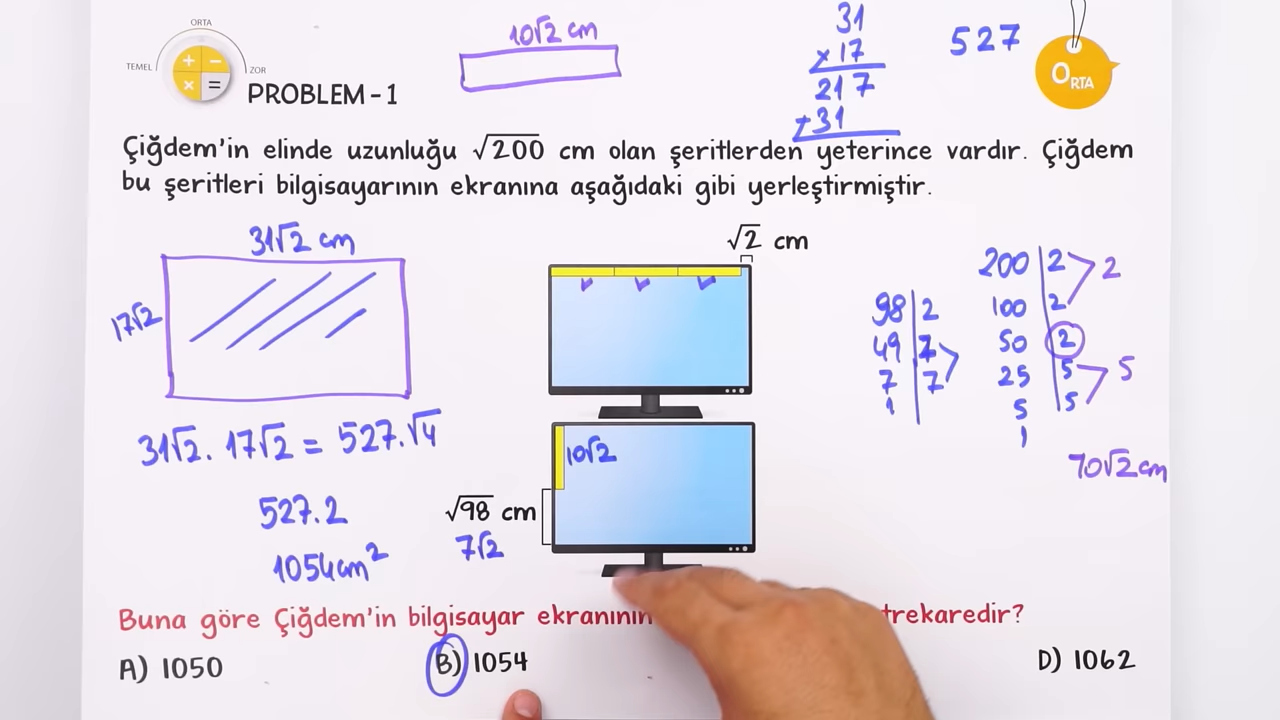 ORTA
TEMEL
ZOR
+ −
× =
PROBLEM - 1
10√2 cm
31
× 17
217
+31
527
ORTA
Çiğdem'in elinde uzunluğu √200 cm olan şeritlerden yeterince vardır. Çiğdem
bu şeritleri bilgisayarının ekranına aşağıdaki gibi yerleştirmiştir.
31√2 cm
17√2
31√2 . 17√2 = 527.√4
527.2
1054cm²
√2 cm
10√2
√98 cm
7√2
98 2
49 7
7 7
1
200 2 2
100 2
50 2
25 5 5
5 5
1
70√2cm
Buna göre Çiğdem'in bilgisayar ekranının trekaredir?
A) 1050
B) 1054
D) 1062